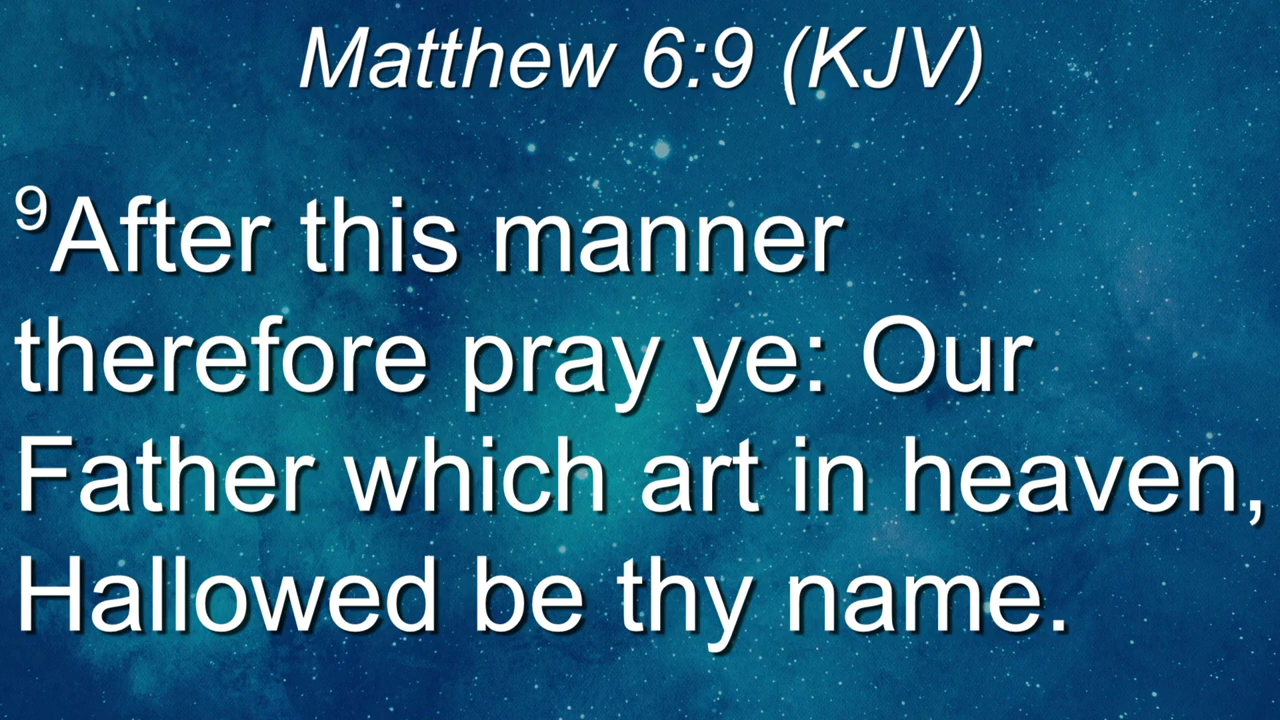 Matthew 6:9 (KJV)
⁹After this manner
therefore pray ye: Our
Father which art in heaven,
Hallowed be thy name.